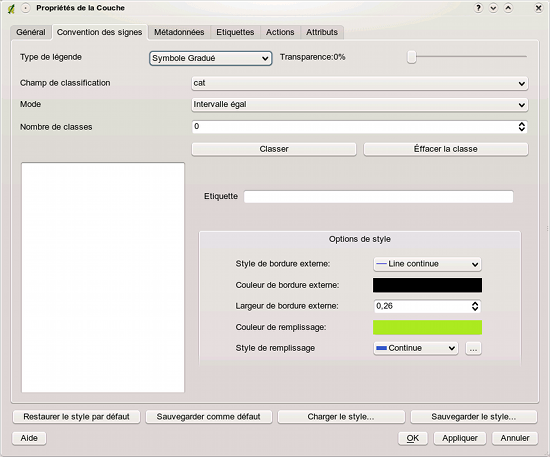 Propriétés de la Couche
Général Convention des signes Métadonnées Etiquettes Actions Attributs
Type de légende Symbole Gradué Transparence:0%
Champ de classification cat
Mode Intervalle égal
Nombre de classes 0
Classer Éffacer la classe
Etiquette
Options de style
Style de bordure externe: Line continue
Couleur de bordure externe:
Largeur de bordure externe: 0,26
Couleur de remplissage:
Style de remplissage Continue ...
Restaurer le style par défaut Sauvegarder comme défaut Charger le style... Sauvegarder le style...
Aide OK Appliquer Annuler